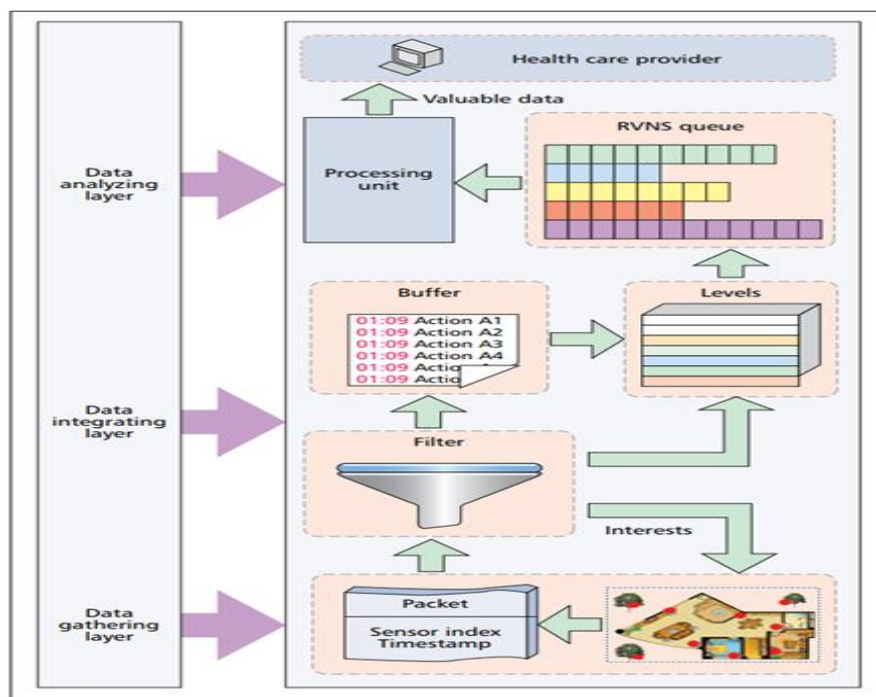 Health care provider
Valuable data
RVNS queue
Data
analyzing
layer
Processing
unit
Buffer
01:09 Action A1
01:09 Action A2
01:09 Action A3
01:09 Action A4
01:09 Actio
01:09 Actio
Levels
Data
integrating
layer
Filter
Interests
Data
gathering
layer
Packet
Sensor index
Timestamp